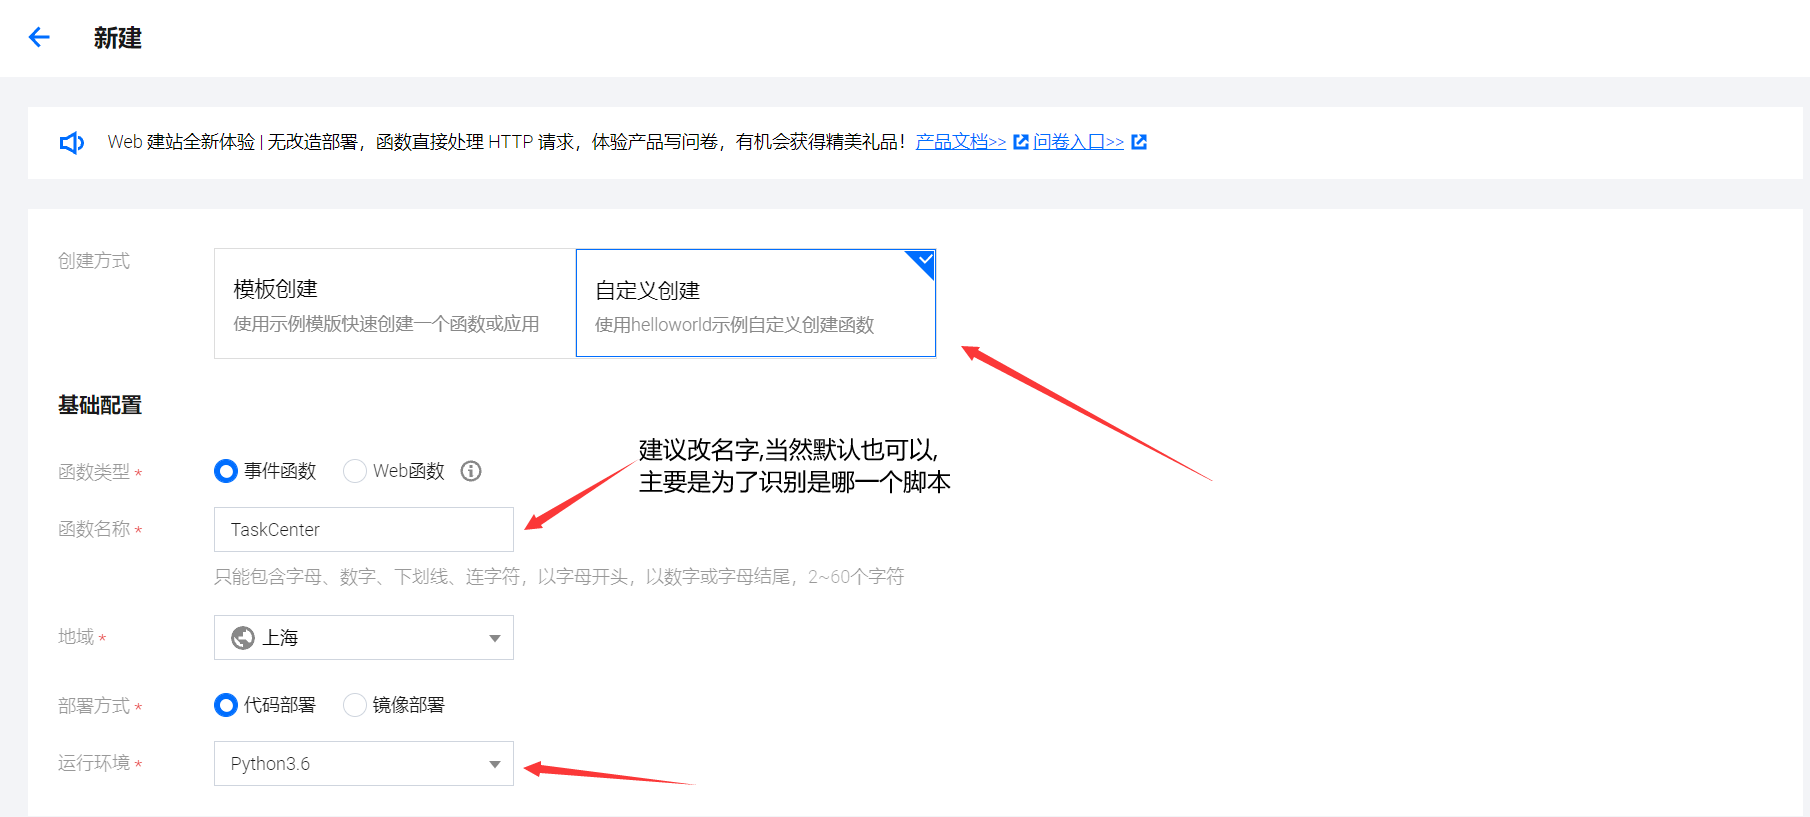 新建
Web 建站全新体验 | 无改造部署，函数直接处理 HTTP 请求，体验产品写问卷，有机会获得精美礼品！产品文档>> 问卷入口>>
创建方式
模板创建
使用示例模版快速创建一个函数或应用
自定义创建
使用helloworld示例自定义创建函数
基础配置
建议改名字,当然默认也可以,
主要是为了识别是哪一个脚本
函数类型 * 事件函数 Web函数
函数名称 * TaskCenter
只能包含字母、数字、下划线、连字符，以字母开头，以数字或字母结尾，2~60个字符
地域 * 上海
部署方式 * 代码部署 镜像部署
运行环境 * Python3.6